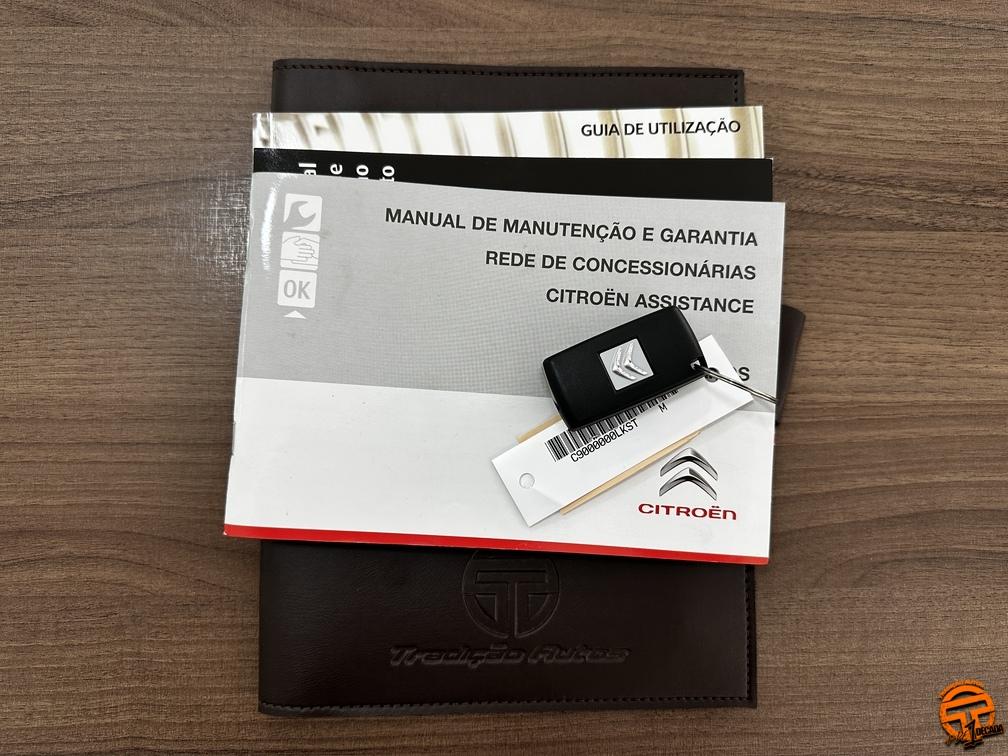 GUIA DE UTILIZAÇÃO
MANUAL DE MANUTENÇÃO E GARANTIA
REDE DE CONCESSIONÁRIAS
CITROËN ASSISTANCE
OK
C9000000LKST M
CITROËN
Tradição Autos